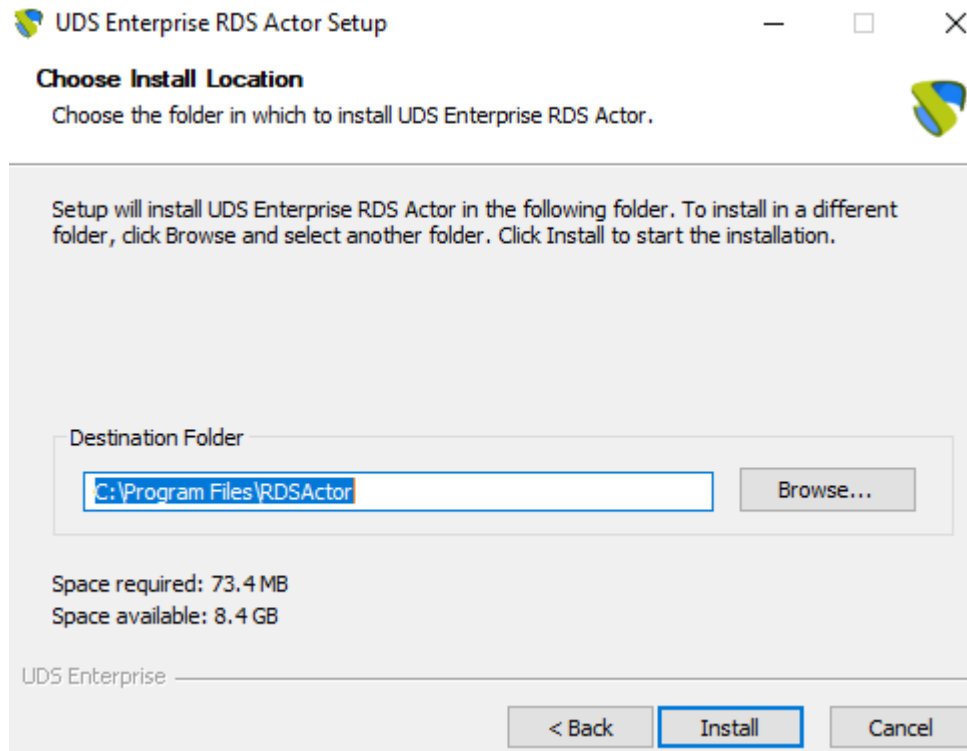 UDS Enterprise RDS Actor Setup
Choose Install Location
Choose the folder in which to install UDS Enterprise RDS Actor.
Setup will install UDS Enterprise RDS Actor in the following folder. To install in a different
folder, click Browse and select another folder. Click Install to start the installation.
Destination Folder
C:\Program Files\RDSActor
Browse...
Space required: 73.4 MB
Space available: 8.4 GB
UDS Enterprise
< Back
Install
Cancel